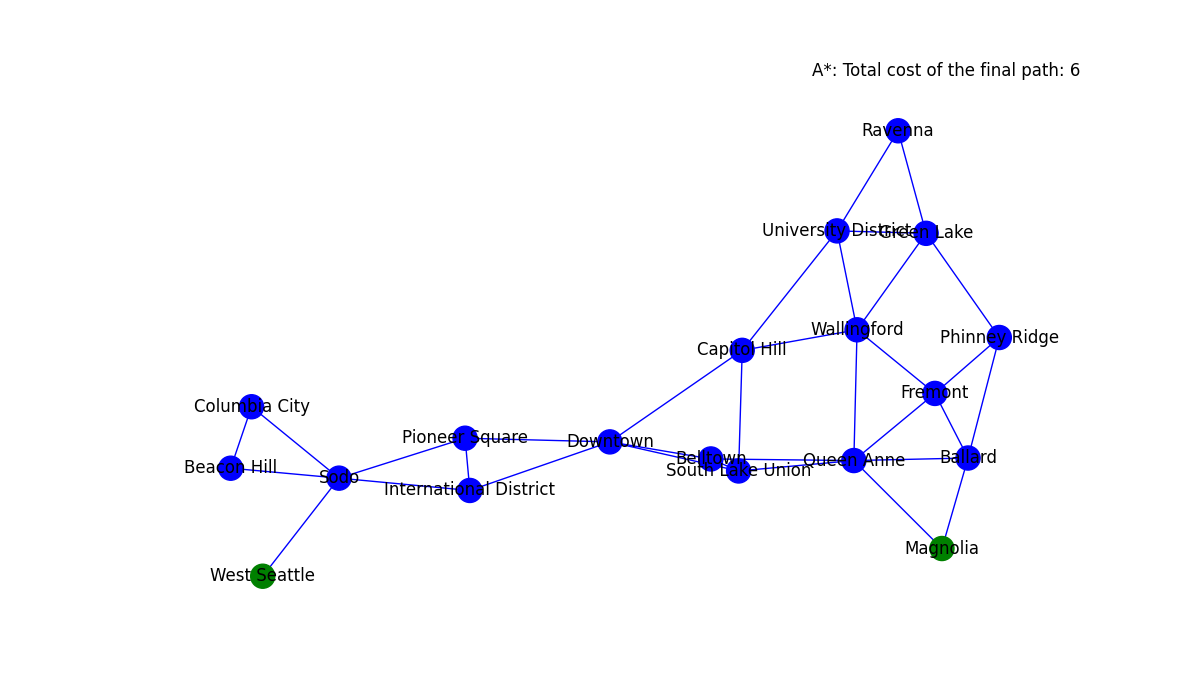 A*: Total cost of the final path: 6
Ravenna
University District
Green Lake
Wallingford
Phinney Ridge
Capitol Hill
Fremont
Columbia City
Pioneer Square
Downtown
Belltown
Queen Anne
Ballard
Beacon Hill
Sodo
South Lake Union
International District
Magnolia
West Seattle